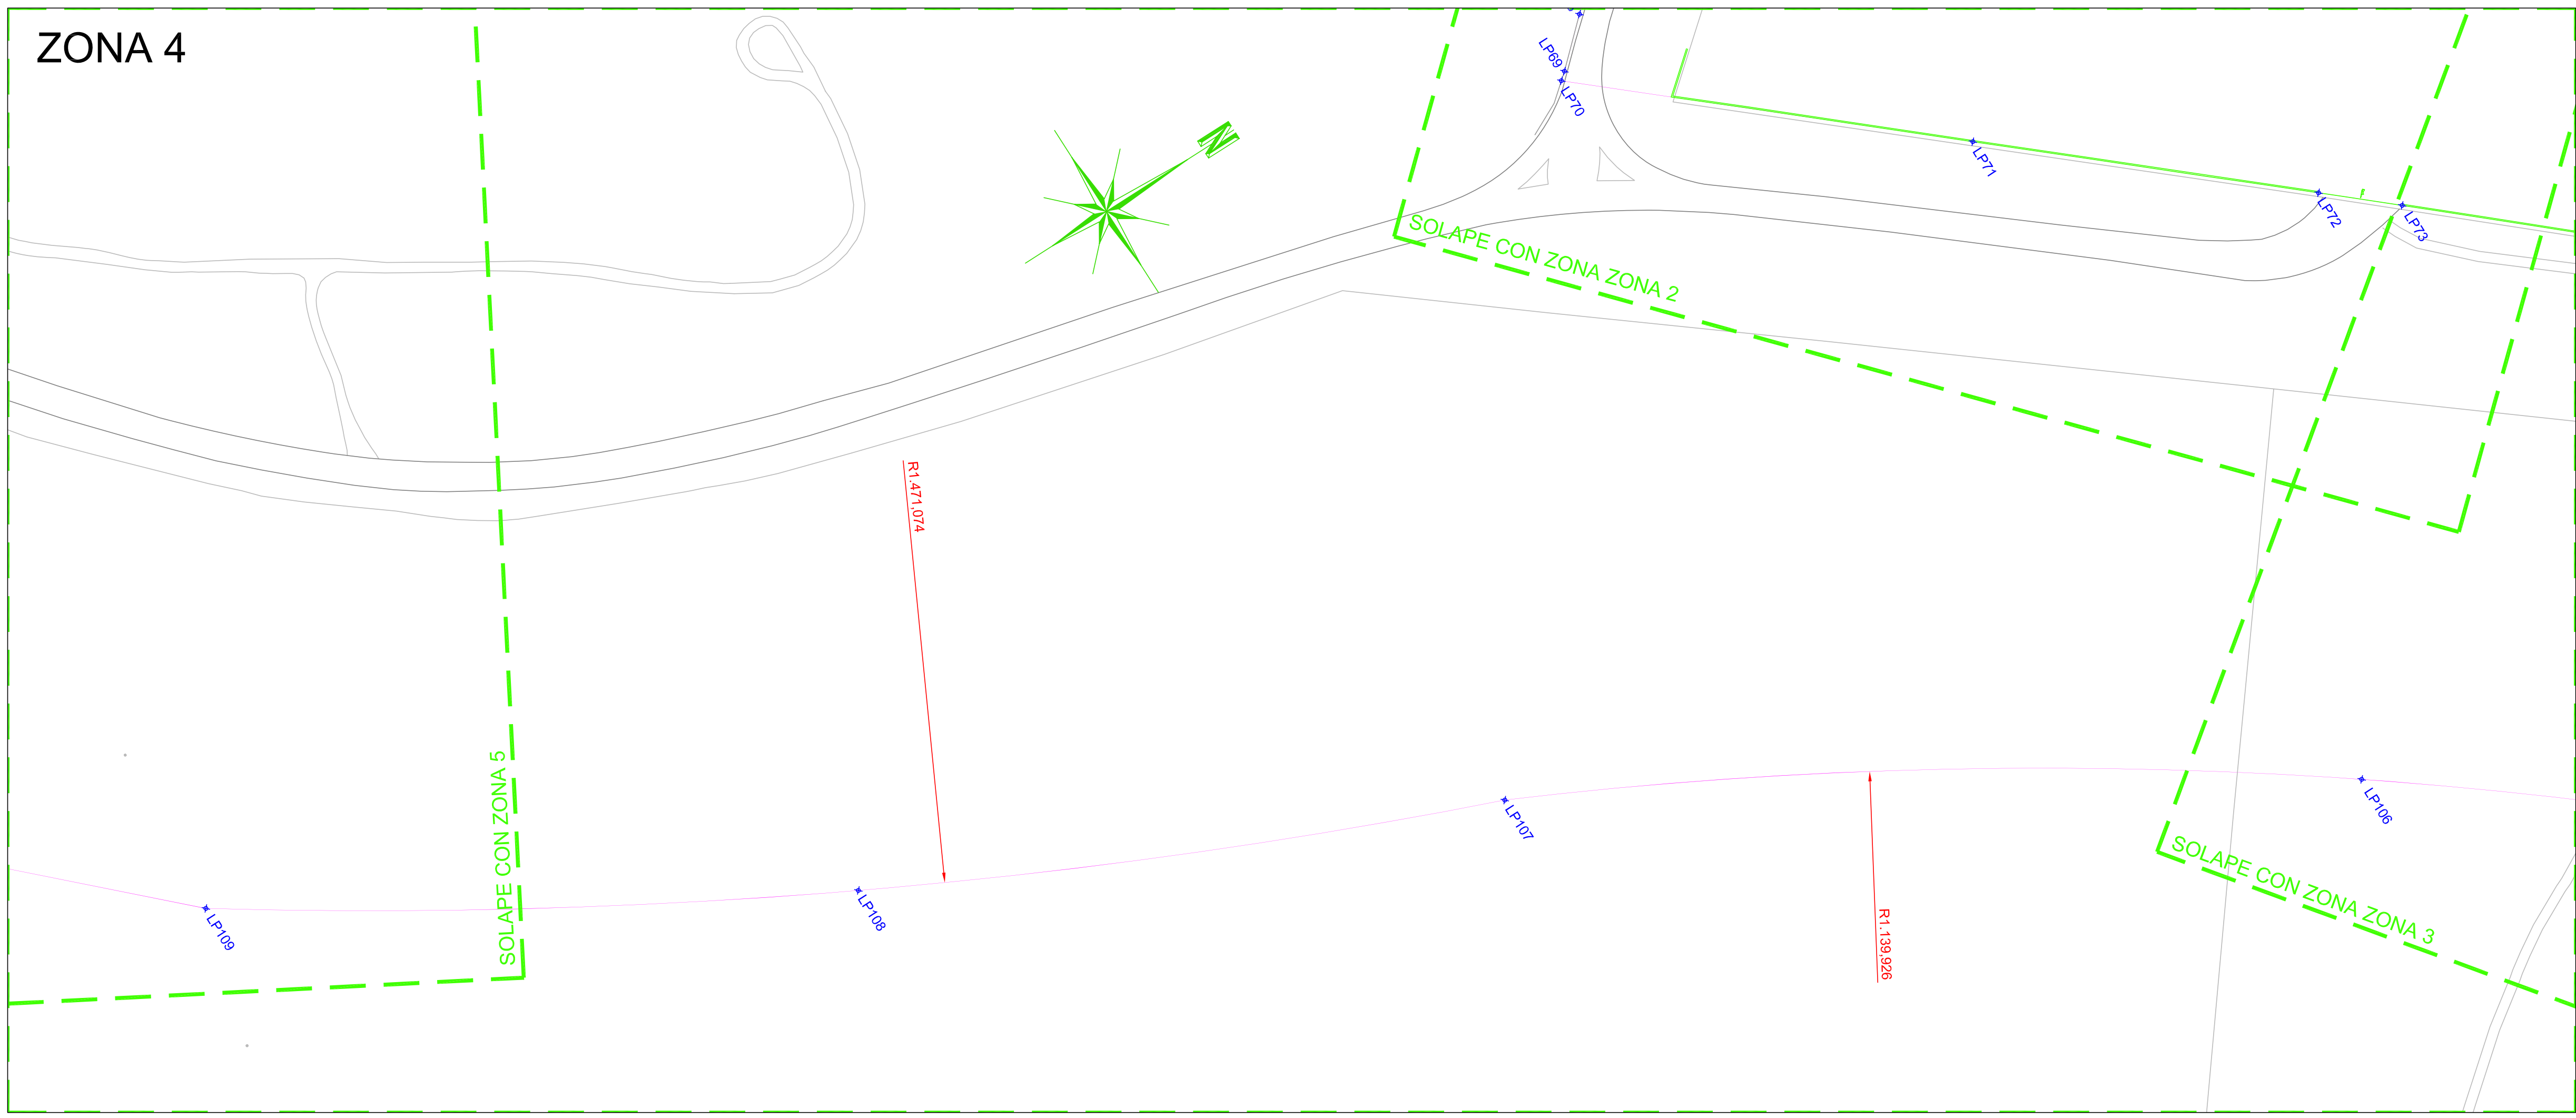 ZONA 4
LP69
LP70
N
LP71
LP72
LP73
SOLAPE CON ZONA ZONA 2
R1.471,074
SOLAPE CON ZONA 5
LP106
LP107
LP108
LP109
R1.139,926
SOLAPE CON ZONA ZONA 3